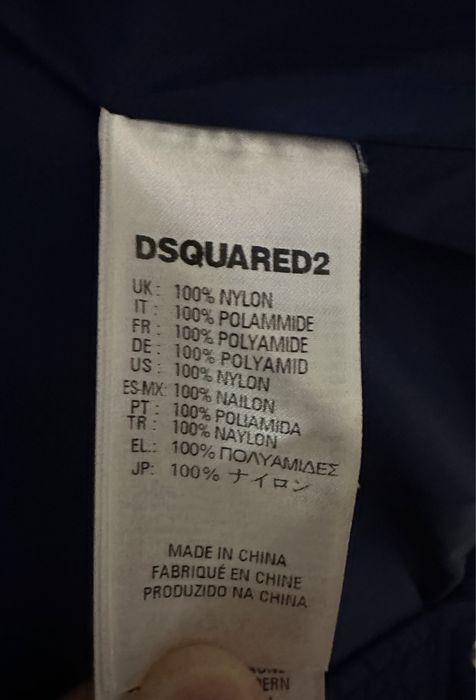 DSQUARED2
UK: 100% NYLON
IT: 100% POLAMMIDE
FR: 100% POLYAMIDE
DE: 100% POLYAMID
US: 100% NYLON
ES-MX: 100% NAILON
PT: 100% POLIAMIDA
TR: 100% NAYLON
EL: 100% ΠΟΛΥΑΜΙΔΕΣ
JP: 100% ナイロン
MADE IN CHINA
FABRIQUÉ EN CHINE
PRODUZIDO NA CHINA